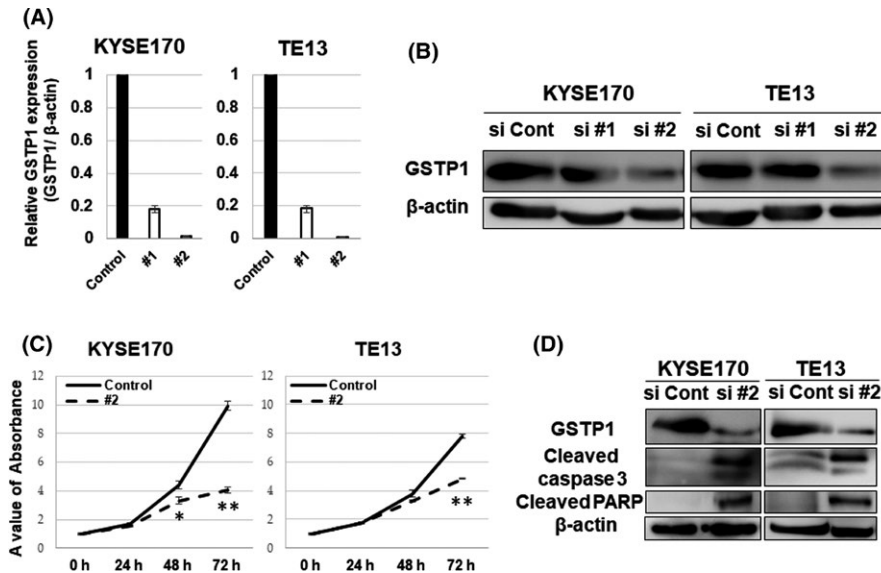 (A)
KYSE170
TE13
Relative GSTP1 expression
(GSTP1/ β-actin)
1
0.8
0.6
0.4
0.2
0
1
0.8
0.6
0.4
0.2
0
Control
#1
#2
Control
#1
#2
(B)
KYSE170
TE13
si Cont si #1 si #2 si Cont si #1 si #2
GSTP1
β-actin
(C)
KYSE170
TE13
A value of Absorbance
12
10
8
6
4
2
0
Control
#2
*
**
0 h 24 h 48 h 72 h
12
10
8
6
4
2
0
Control
#2
**
0 h 24 h 48 h 72 h
(D)
KYSE170 TE13
si Cont si #2 si Cont si #2
GSTP1
Cleaved
caspase 3
Cleaved PARP
β-actin